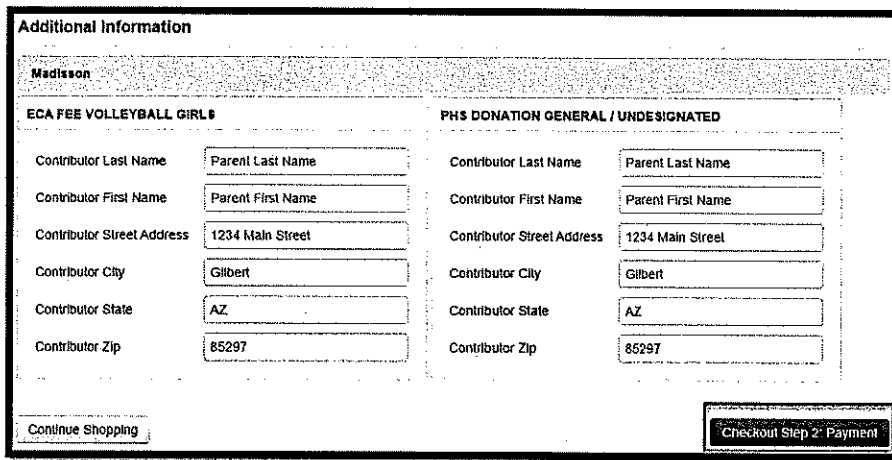 Additional Information
Madisson
ECA FEE VOLLEYBALL GIRLS
Contributor Last Name Parent Last Name
Contributor First Name Parent First Name
Contributor Street Address 1234 Main Street
Contributor City Gilbert
Contributor State AZ
Contributor Zip 85297
PHS DONATION GENERAL / UNDESIGNATED
Contributor Last Name Parent Last Name
Contributor First Name Parent First Name
Contributor Street Address 1234 Main Street
Contributor City Gilbert
Contributor State AZ
Contributor Zip 85297
Continue Shopping
Checkout Step 2: Payment